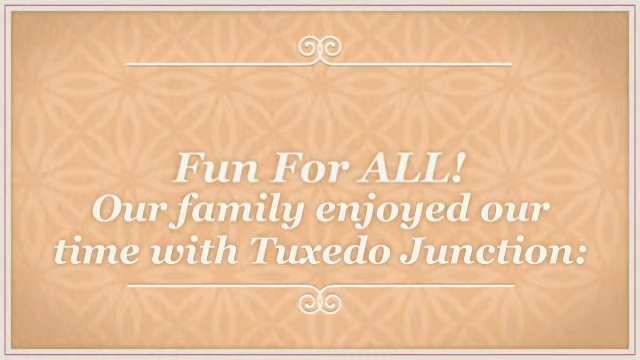 Fun For ALL!
Our family enjoyed our
time with Tuxedo Junction: